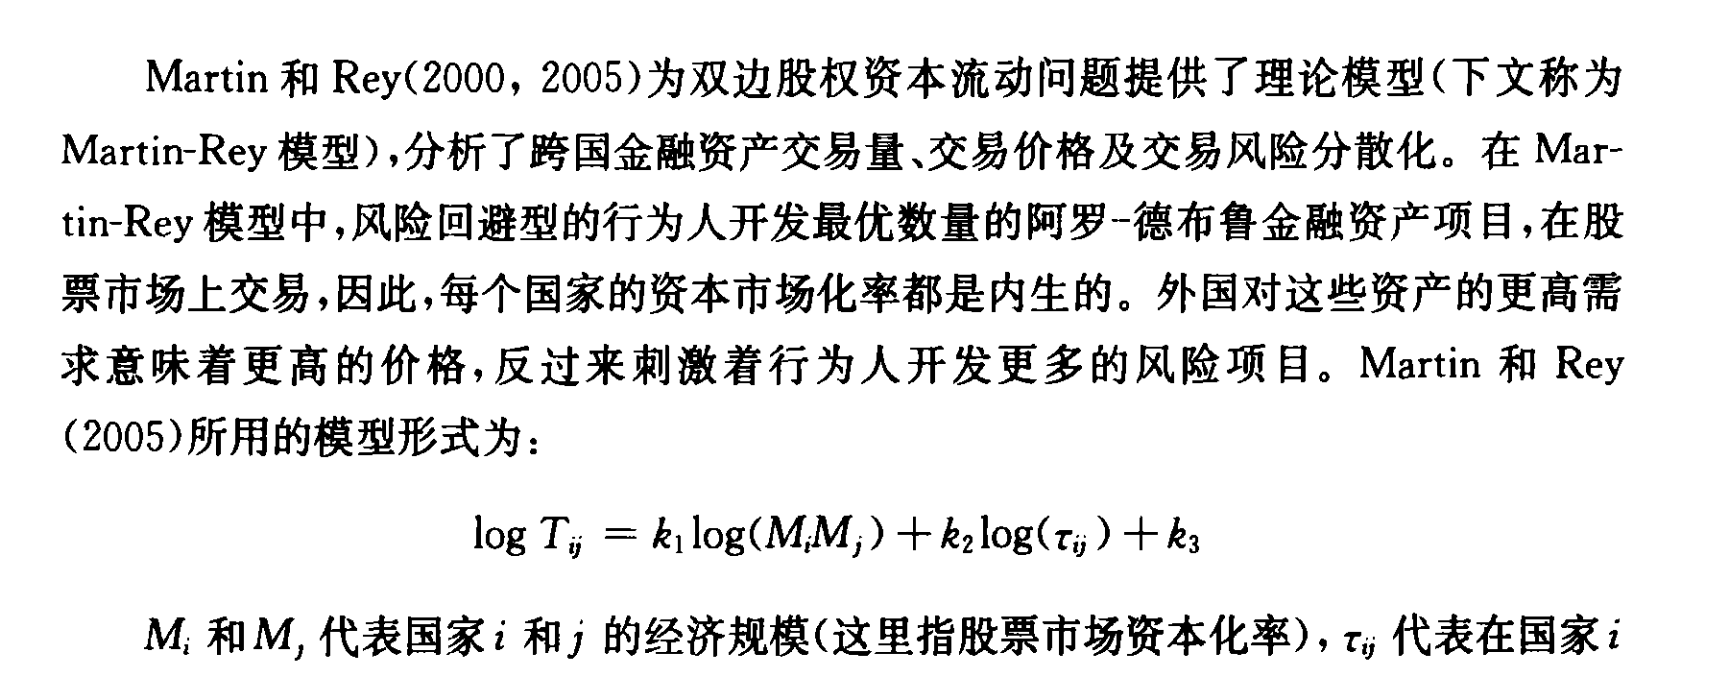 Martin 和 Rey(2000, 2005)为双边股权资本流动问题提供了理论模型(下文称为
Martin-Rey 模型),分析了跨国金融资产交易量、交易价格及交易风险分散化。在 Mar-
tin-Rey 模型中,风险回避型的行为人开发最优数量的阿罗-德布鲁金融资产项目,在股
票市场上交易,因此,每个国家的资本市场化率都是内生的。外国对这些资产的更高需
求意味着更高的价格,反过来刺激着行为人开发更多的风险项目。Martin 和 Rey
(2005)所用的模型形式为:
log T_{ij} = k_1 log(M_i M_j) + k_2 log(τ_{ij}) + k_3
M_i 和 M_j 代表国家 i 和 j 的经济规模(这里指股票市场资本化率), τ_{ij} 代表在国家 i